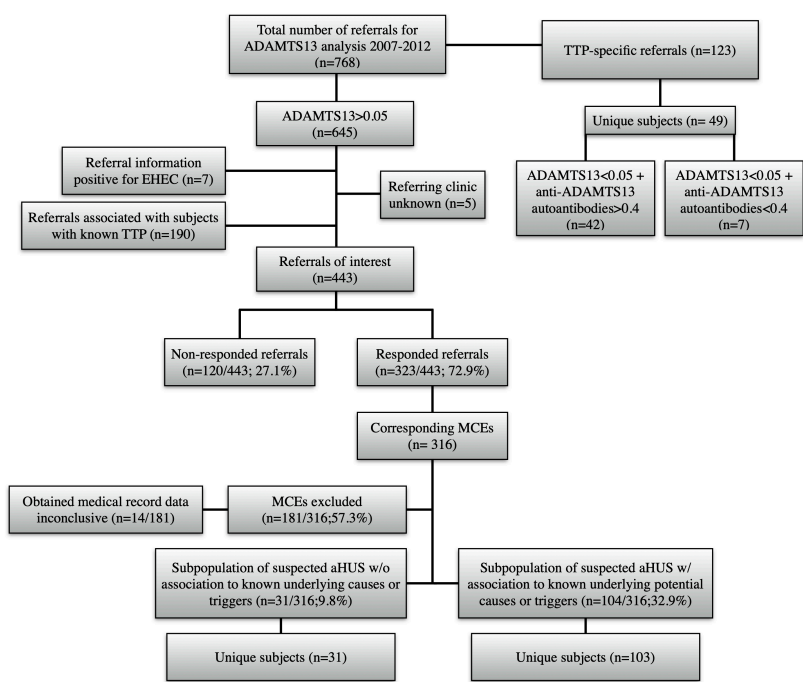 Total number of referrals for
ADAMTS13 analysis 2007-2012
(n=768)
TTP-specific referrals (n=123)
ADAMTS13>0.05
(n=645)
Unique subjects (n= 49)
Referral information
positive for EHEC (n=7)
Referring clinic
unknown (n=5)
ADAMTS13<0.05 +
anti-ADAMTS13
autoantibodies>0.4
(n=42)
ADAMTS13<0.05 +
anti-ADAMTS13
autoantibodies<0.4
(n=7)
Referrals associated with subjects
with known TTP (n=190)
Referrals of interest
(n=443)
Non-responded referrals
(n=120/443; 27.1%)
Responded referrals
(n=323/443; 72.9%)
Corresponding MCEs
(n= 316)
Obtained medical record data
inconclusive (n=14/181)
MCEs excluded
(n=181/316;57.3%)
Subpopulation of suspected aHUS w/o
association to known underlying causes or
triggers (n=31/316;9.8%)
Subpopulation of suspected aHUS w/
association to known underlying potential
causes or triggers (n=104/316;32.9%)
Unique subjects (n=31)
Unique subjects (n=103)